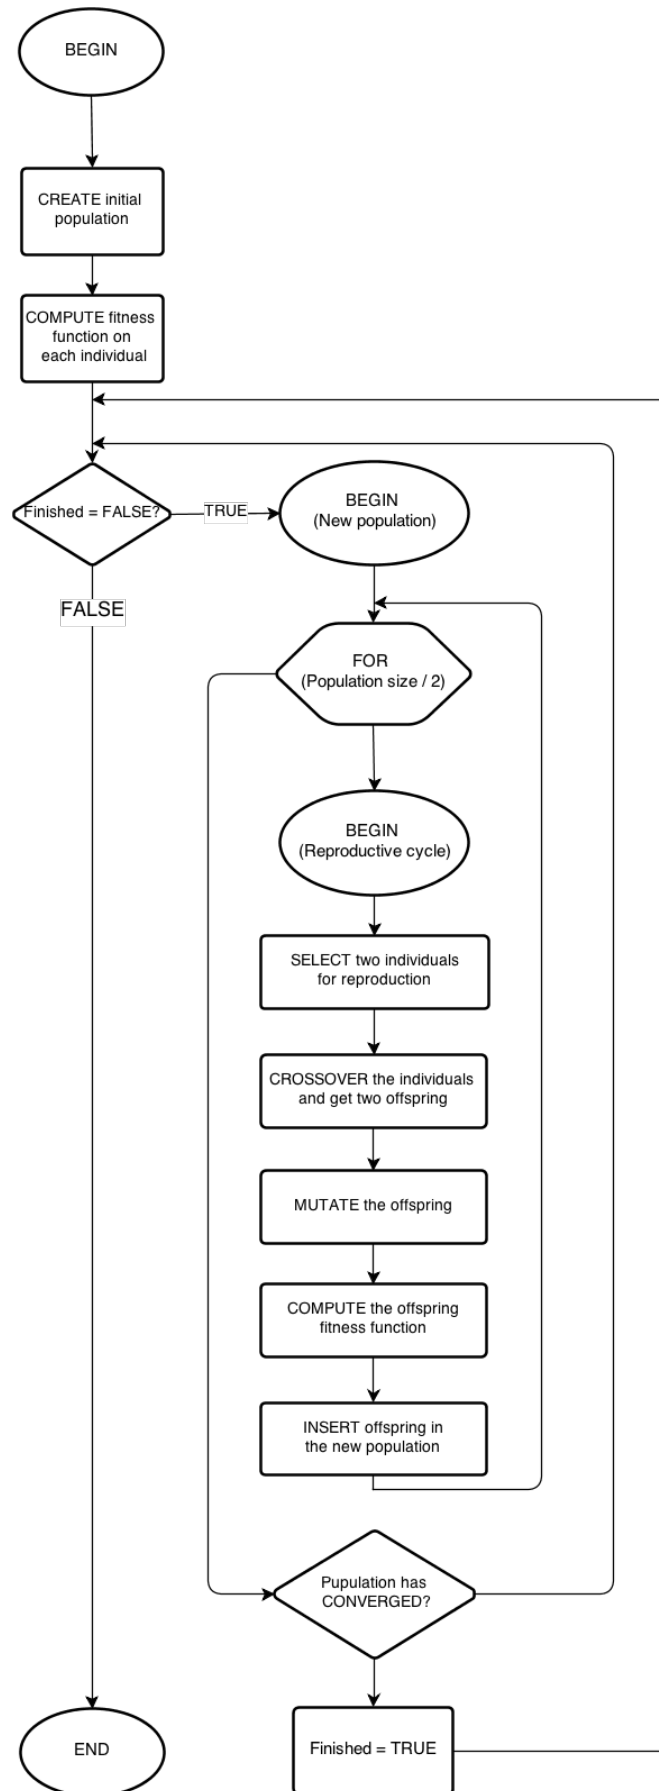 BEGIN
CREATE initial
population
COMPUTE fitness
function on
each individual
Finished = FALSE?
TRUE
BEGIN
(New population)
FALSE
FOR
(Population size / 2)
BEGIN
(Reproductive cycle)
SELECT two individuals
for reproduction
CROSSOVER the individuals
and get two offspring
MUTATE the offspring
COMPUTE the offspring
fitness function
INSERT offspring in
the new population
Pupulation has
CONVERGED?
END
Finished = TRUE